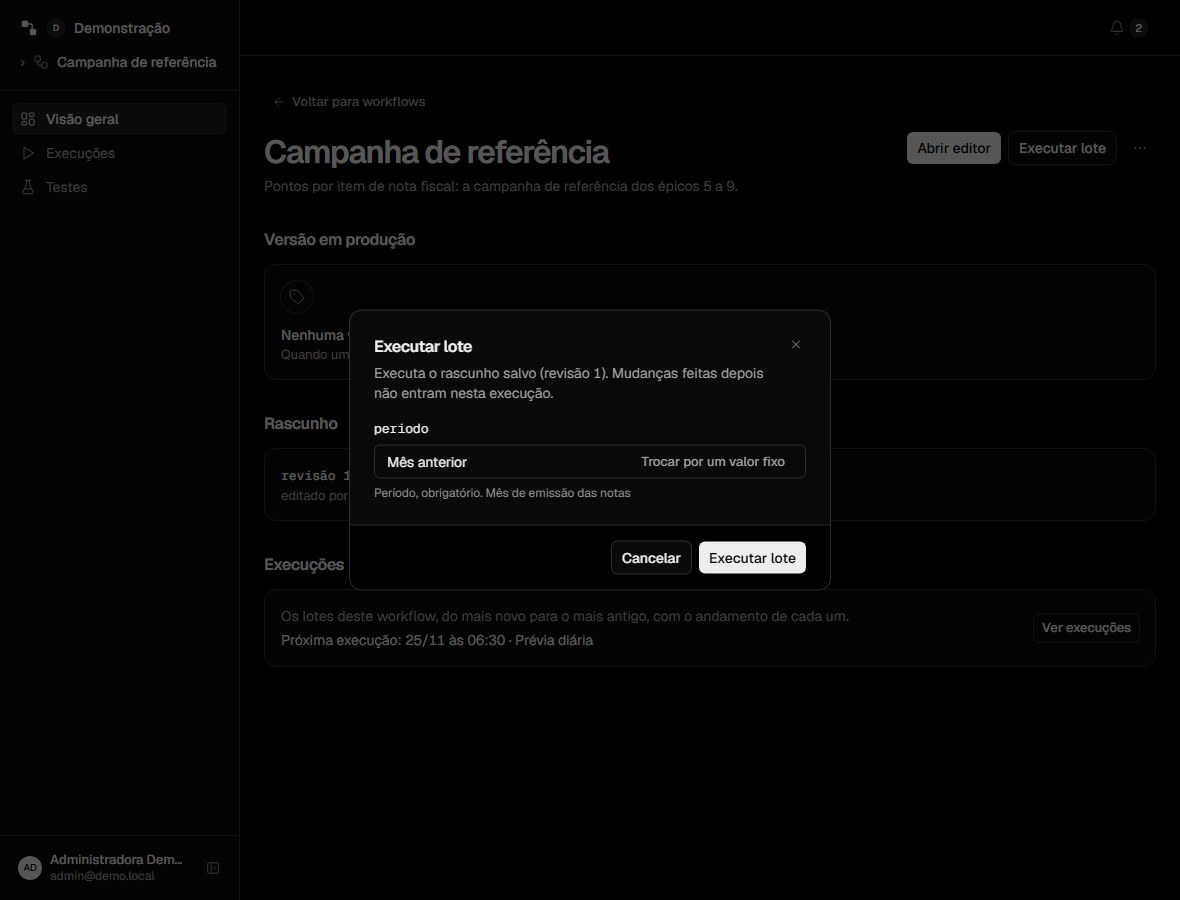 D Demonstração
Campanha de referência
2
Visão geral
Execuções
Testes
Voltar para workflows
Campanha de referência
Abrir editor
Executar lote
Pontos por item de nota fiscal: a campanha de referência dos épicos 5 a 9.
Versão em produção
Nenhuma
Quando um
Rascunho
revisão 1
editado por
Executar lote
Executa o rascunho salvo (revisão 1). Mudanças feitas depois
não entram nesta execução.
periodo
Mês anterior
Trocar por um valor fixo
Período, obrigatório. Mês de emissão das notas
Cancelar
Executar lote
Execuções
Os lotes deste workflow, do mais novo para o mais antigo, com o andamento de cada um.
Próxima execução: 25/11 às 06:30 · Prévia diária
Ver execuções
AD
Administradora Dem...
admin@demo.local